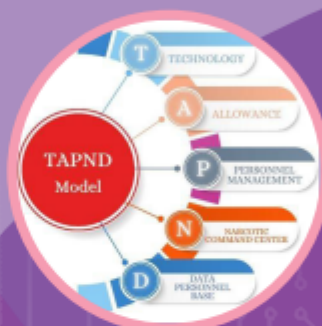 TAPND
Model
T
TECHNOLOGY
A
ALLOWANCE
P
PERSONNEL
MANAGEMENT
N
NARCOTIC
COMMAND CENTER
D
DATA
PERSONNEL
BASE